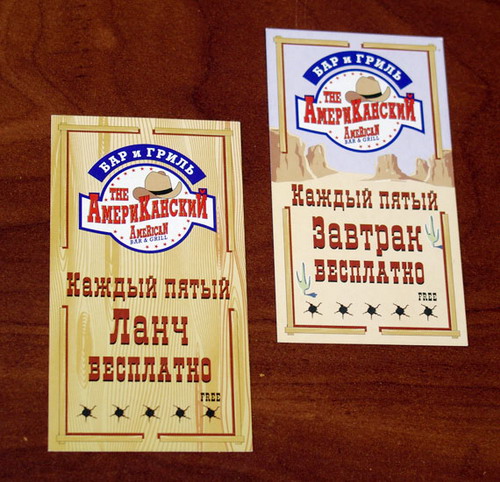 БАР и ГРИЛЬ
THE
АмериКанский
AMERICAN
BAR & GRILL
Каждый пятый
Ланч
БЕСПЛАТНО
FREE
БАР и ГРИЛЬ
THE
АмериКанский
AMERICAN
BAR & GRILL
Каждый пятый
Завтрак
БЕСПЛАТНО
FREE